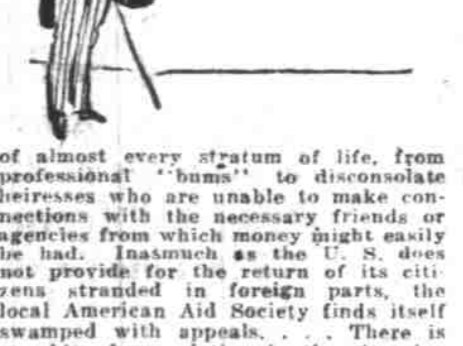 of almost every stratum of life, from
professional "bums" to disconsolate
heiresses who are unable to make con-
nections with the necessary friends or
agencies from which money might easily
be had. Inasmuch as the U. S. does
not provide for the return of its citi-
zens stranded in foreign parts, the
local American Aid Society finds itself
swamped with appeals. . . . There is